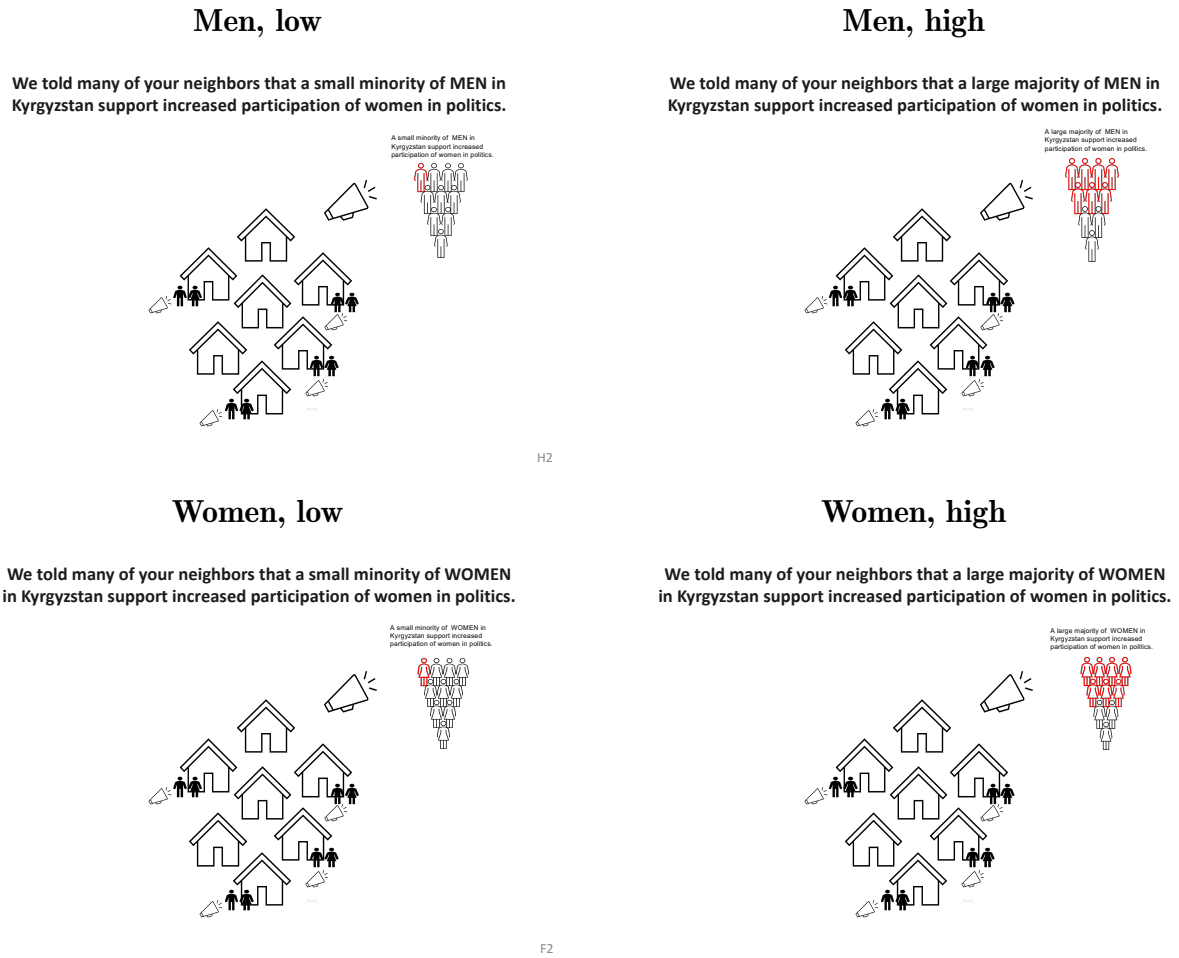 Men, low
We told many of your neighbors that a small minority of MEN in
Kyrgyzstan support increased participation of women in politics.
A small minority of MEN in
Kyrgyzstan support increased
participation of women in politics.
H2
Men, high
We told many of your neighbors that a large majority of MEN in
Kyrgyzstan support increased participation of women in politics.
A large majority of MEN in
Kyrgyzstan support increased
participation of women in politics.
Women, low
We told many of your neighbors that a small minority of WOMEN
in Kyrgyzstan support increased participation of women in politics.
A small minority of WOMEN in
Kyrgyzstan support increased
participation of women in politics.
F2
Women, high
We told many of your neighbors that a large majority of WOMEN
in Kyrgyzstan support increased participation of women in politics.
A large majority of WOMEN in
Kyrgyzstan support increased
participation of women in politics.